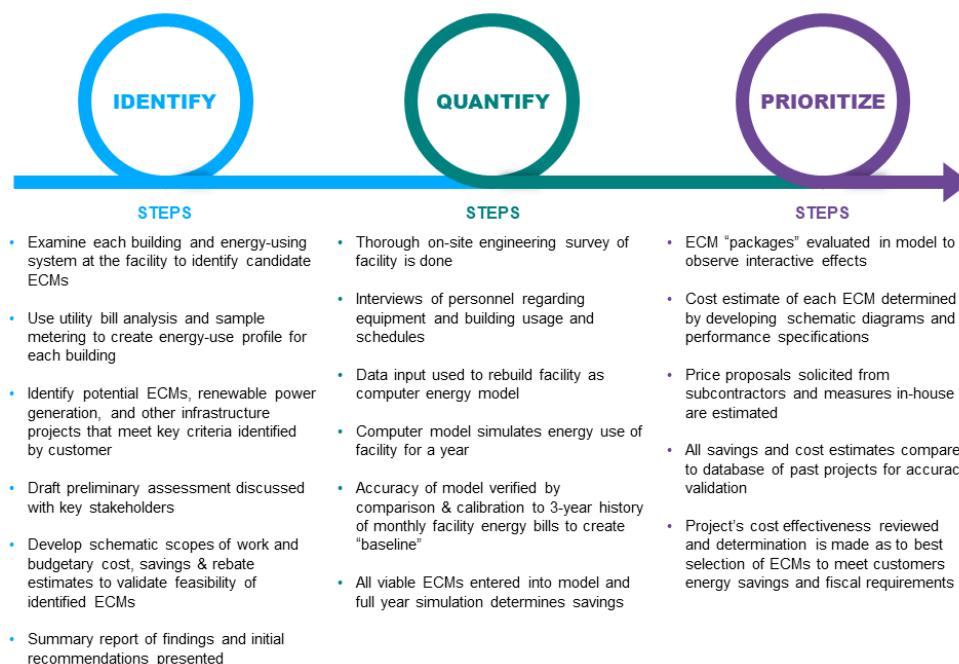 IDENTIFY
QUANTIFY
PRIORITIZE
STEPS
• Examine each building and energy-using
system at the facility to identify candidate
ECMs
• Use utility bill analysis and sample
metering to create energy-use profile for
each building
• Identify potential ECMs, renewable power
generation, and other infrastructure
projects that meet key criteria identified
by customer
• Draft preliminary assessment discussed
with key stakeholders
• Develop schematic scopes of work and
budgetary cost, savings & rebate
estimates to validate feasibility of
identified ECMs
• Summary report of findings and initial
recommendations presented
STEPS
• Thorough on-site engineering survey of
facility is done
• Interviews of personnel regarding
equipment and building usage and
schedules
• Data input used to rebuild facility as
computer energy model
• Computer model simulates energy use of
facility for a year
• Accuracy of model verified by
comparison & calibration to 3-year history
of monthly facility energy bills to create
“baseline”
• All viable ECMs entered into model and
full year simulation determines savings
STEPS
• ECM “packages” evaluated in model to
observe interactive effects
• Cost estimate of each ECM determined
by developing schematic diagrams and
performance specifications
• Price proposals solicited from
subcontractors and measures in-house
are estimated
• All savings and cost estimates compare
to database of past projects for accurac
validation
• Project’s cost effectiveness reviewed
and determination is made as to best
selection of ECMs to meet customers
energy savings and fiscal requirements